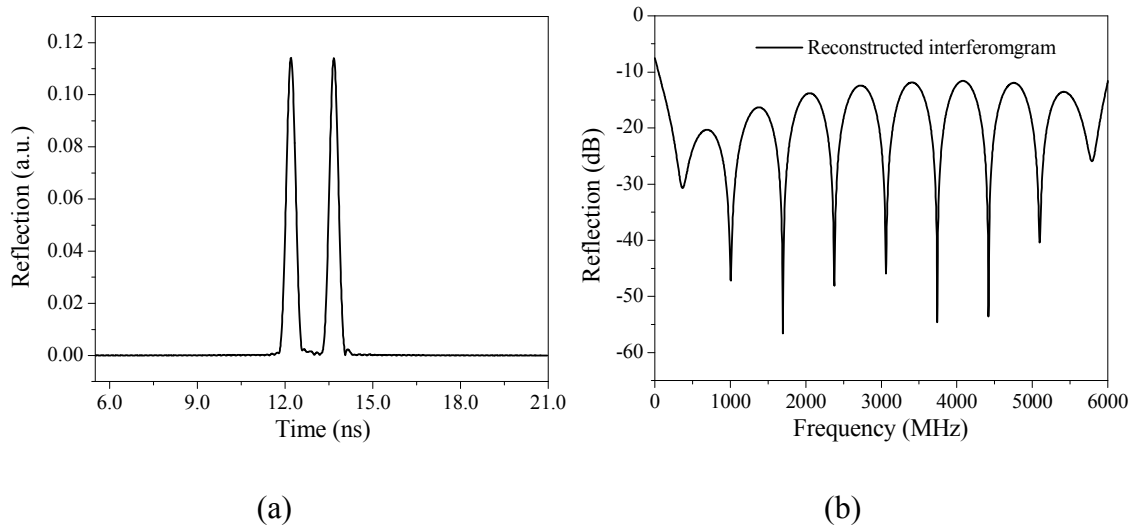 0.12
0.10
0.08
0.06
0.04
0.02
0.00
Reflection (a.u.)
6.0 9.0 12.0 15.0 18.0 21.0
Time (ns)
(a)
0
-10
-20
-30
-40
-50
-60
Reflection (dB)
Reconstructed interferomgram
0 1000 2000 3000 4000 5000 6000
Frequency (MHz)
(b)